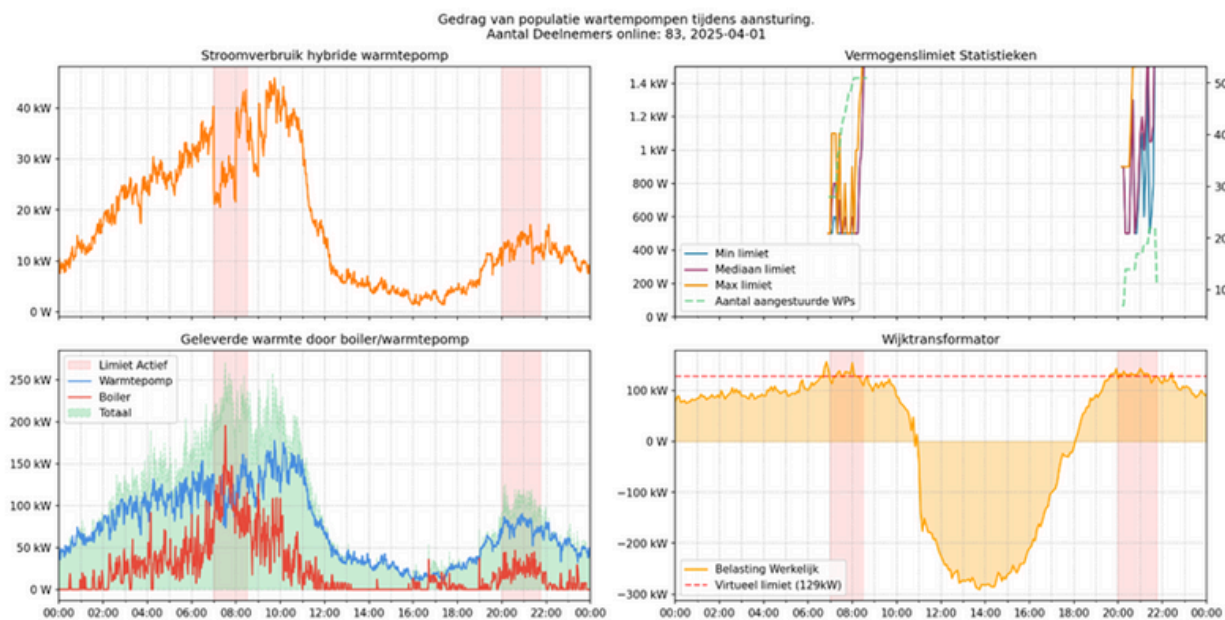 Gedrag van populatie wartempompen tijdens aansturing.
Aantal Deelnemers online: 83, 2025-04-01
Stroomverbruik hybride warmtepomp
40 kW
30 kW
20 kW
10 kW
0 W
Vermogenslimiet Statistieken
1.4 kW
1.2 kW
1 kW
800 W
600 W
400 W
200 W
0 W
50
40
30
20
10
Min limiet
Mediaan limiet
Max limiet
Aantal aangestuurde WPs
Geleverde warmte door boiler/warmtepomp
250 kW
200 kW
150 kW
100 kW
50 kW
0 W
Limiet Actief
Warmtepomp
Boiler
Totaal
00:00 02:00 04:00 06:00 08:00 10:00 12:00 14:00 16:00 18:00 20:00 22:00 00:00
Wijktransformator
100 kW
0 W
−100 kW
−200 kW
−300 kW
Belasting Werkelijk
Virtueel limiet (129kW)
00:00 02:00 04:00 06:00 08:00 10:00 12:00 14:00 16:00 18:00 20:00 22:00 00:00